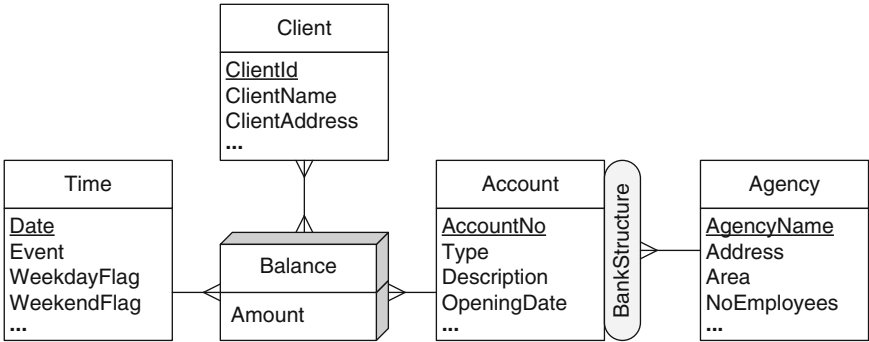 Client
ClientId
ClientName
ClientAddress
...
Time
Date
Event
WeekdayFlag
WeekendFlag
...
Balance
Amount
Account
AccountNo
Type
Description
OpeningDate
...
BankStructure
Agency
AgencyName
Address
Area
NoEmployees
...